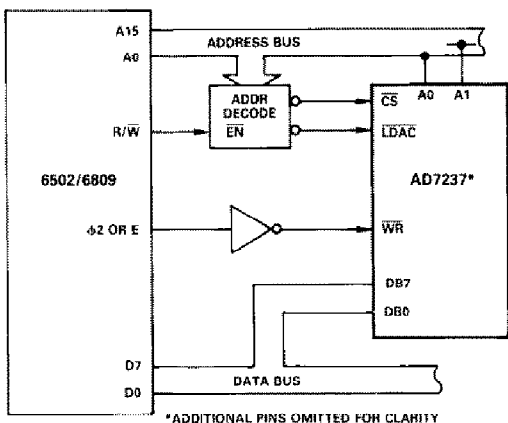 A15
ADDRESS BUS
A0
A0 A1
ADDR
DECODE
EN
CS
LDAC
R/W
6502/6809
AD7237*
φ2 OR E
WR
DB7
DB0
D7
DATA BUS
D0
*ADDITIONAL PINS OMITTED FOR CLARITY